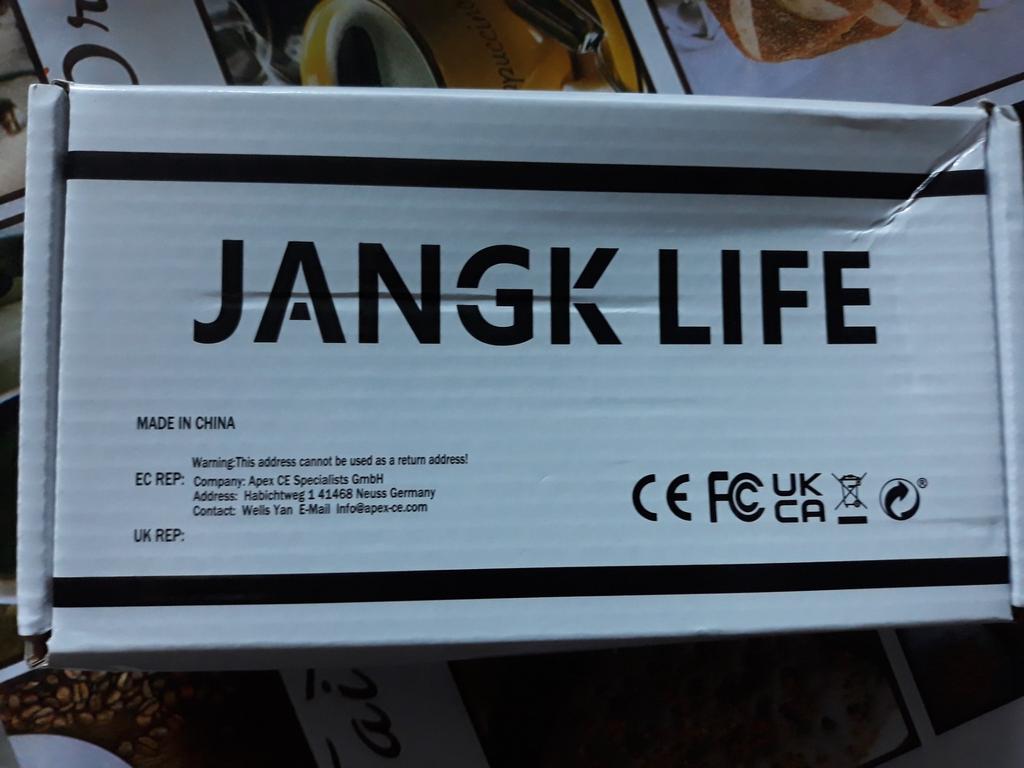 Or
puccino
JANGK LIFE
MADE IN CHINA
Warning:This address cannot be used as a return address!
EC REP: Company: Apex CE Specialists GmbH
Address: Habichtweg 1 41468 Neuss Germany
Contact: Wells Yan E-Mail Info@apex-ce.com
UK REP:
CE FC UK CA ®